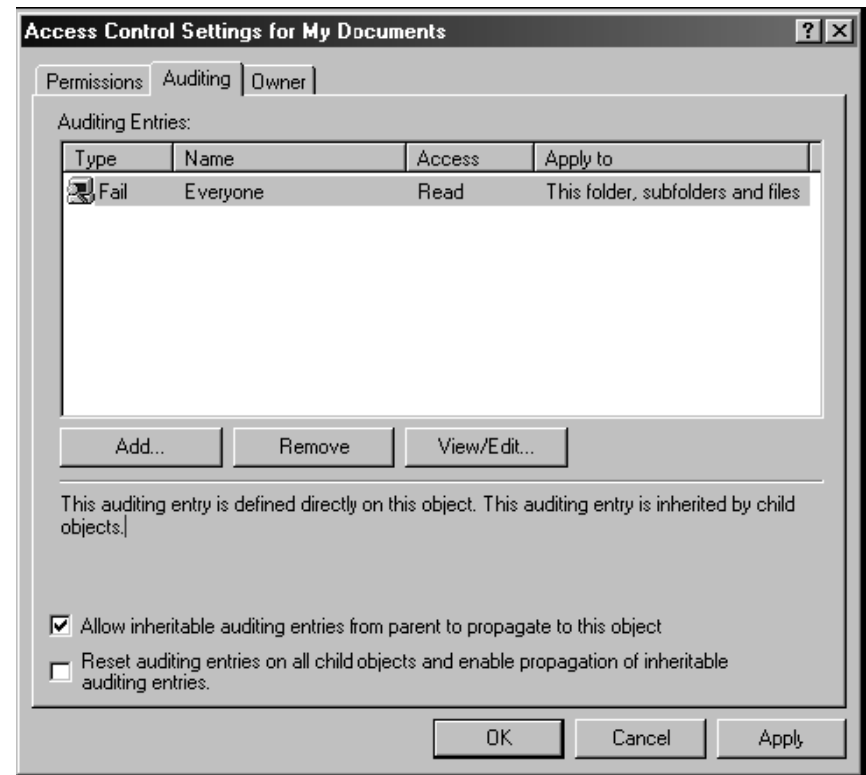 Access Control Settings for My Documents
Permissions Auditing Owner
Auditing Entries:
Type Name Access Apply to
Fail Everyone Read This folder, subfolders and files
Add... Remove View/Edit...
This auditing entry is defined directly on this object. This auditing entry is inherited by child
objects.
Allow inheritable auditing entries from parent to propagate to this object
Reset auditing entries on all child objects and enable propagation of inheritable
auditing entries.
OK Cancel Apply